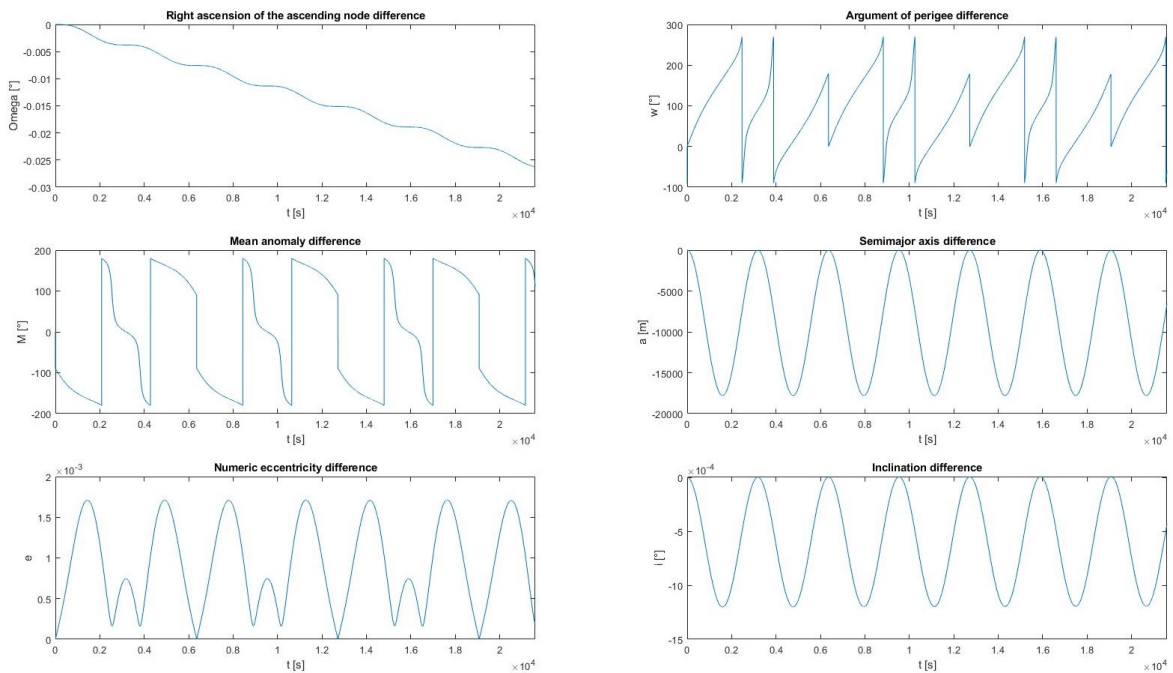 Right ascension of the ascending node difference
0
-0.005
-0.01
-0.015
-0.02
-0.025
-0.03
Omega [°]
0 0.2 0.4 0.6 0.8 1 1.2 1.4 1.6 1.8 2
t [s]
×10^4
Argument of perigee difference
300
200
100
0
-100
w [°]
0 0.2 0.4 0.6 0.8 1 1.2 1.4 1.6 1.8 2
t [s]
×10^4
Mean anomaly difference
200
100
0
-100
-200
M [°]
0 0.2 0.4 0.6 0.8 1 1.2 1.4 1.6 1.8 2
t [s]
×10^4
Semimajor axis difference
0
-5000
-10000
-15000
-20000
a [m]
0 0.2 0.4 0.6 0.8 1 1.2 1.4 1.6 1.8 2
t [s]
×10^4
Numeric eccentricity difference
×10^-3
2
1.5
1
0.5
0
e
0 0.2 0.4 0.6 0.8 1 1.2 1.4 1.6 1.8 2
t [s]
×10^4
Inclination difference
×10^-4
0
-5
-10
-15
i [°]
0 0.2 0.4 0.6 0.8 1 1.2 1.4 1.6 1.8 2
t [s]
×10^4